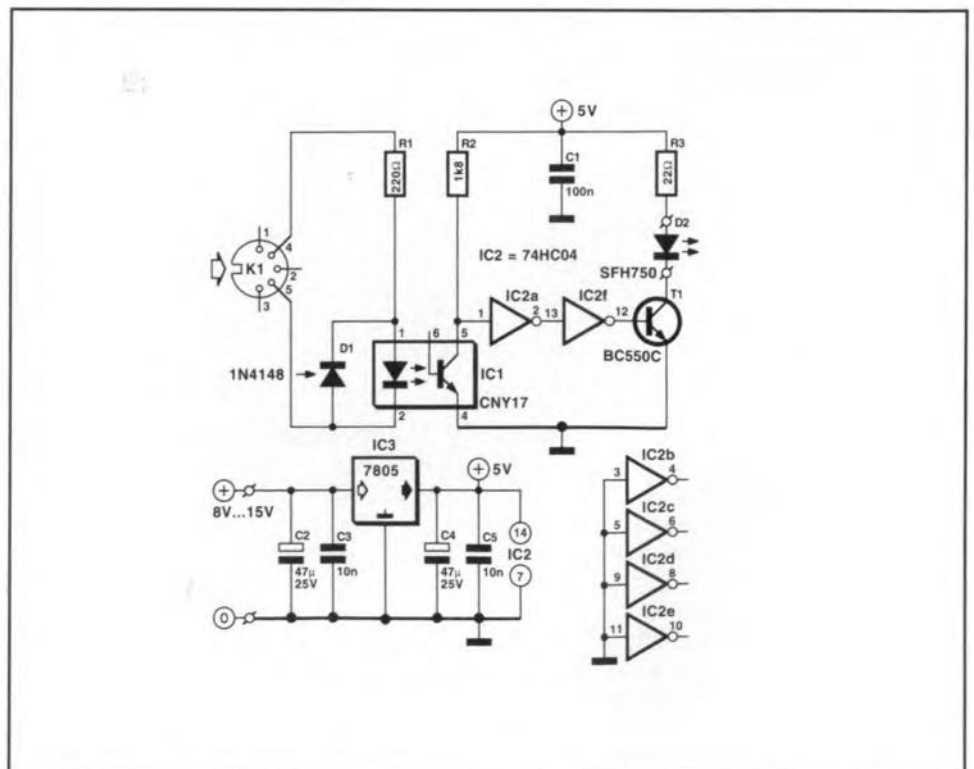 + 5V
R1
220Ω
R2
1k8
C1
100n
R3
22Ω
D2
SFH750
T1
BC550C
IC2 = 74HC04
1
4
K1
2
5
3
1N4148
D1
1
2
6
5
4
IC1
CNY17
IC2a
1
2
IC2f
13
12
IC3
7805
+
8V...15V
C2
47µ
25V
C3
10n
C4
47µ
25V
C5
10n
+ 5V
14
IC2
7
0
IC2b
3
4
IC2c
5
6
IC2d
9
8
IC2e
11
10